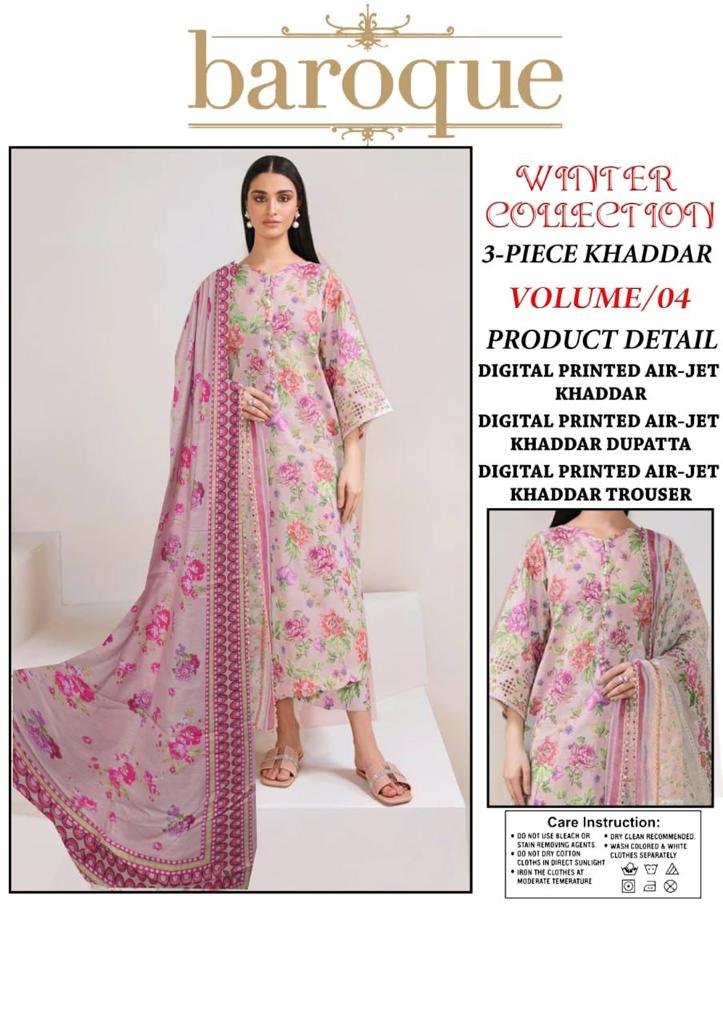 baroque
WINTER
COLLECTION
3-PIECE KHADDAR
VOLUME/04
PRODUCT DETAIL
DIGITAL PRINTED AIR-JET
KHADDAR
DIGITAL PRINTED AIR-JET
KHADDAR DUPATTA
DIGITAL PRINTED AIR-JET
KHADDAR TROUSER
Care Instruction:
• DO NOT USE BLEACH OR
STAIN REMOVING AGENTS.
• DO NOT DRY COTTON
CLOTHS IN DIRECT SUNLIGHT
• IRON THE CLOTHES AT
MODERATE TEMERATURE
• DRY CLEAN RECOMMENDED.
• WASH COLORED & WHITE
CLOTHES SEPARATELY